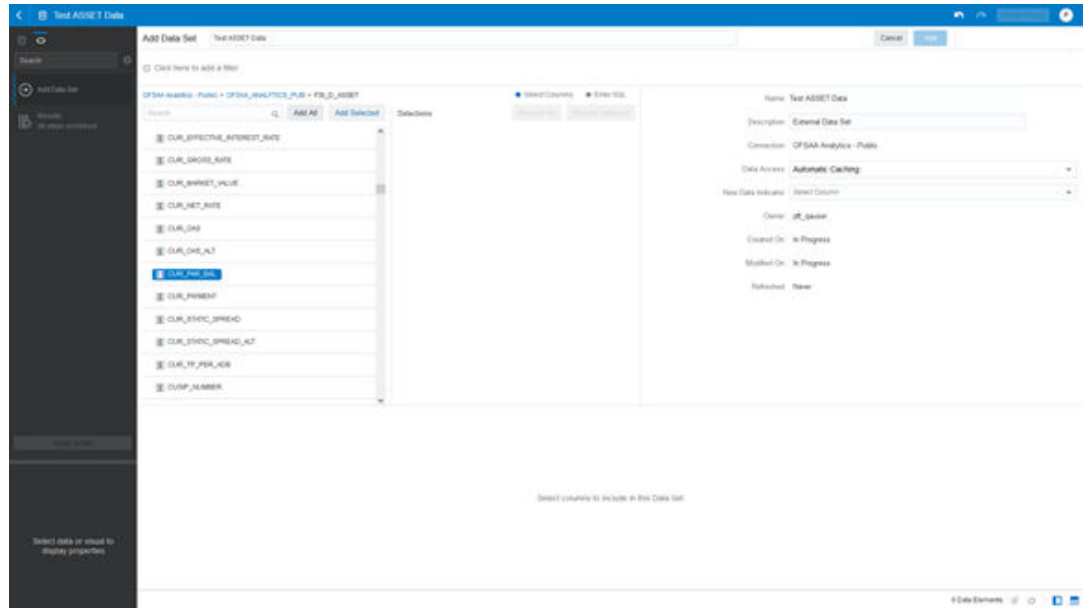 Test ASSET Data
Add Data Set
Test ASSET Data
Cancel
Add
Search
Click here to add a filter
Add Data Set
OFSAA Analytics - Public > OFSAA_ANALYTICS_PUB > FSI_D_ASSET
Select Columns
Enter SQL
Search
Add All
Add Selected
Selections
Results
CUR_EFFECTIVE_INTEREST_RATE
CUR_GROSS_RATE
CUR_MARKET_VALUE
CUR_NET_RATE
CUR_OAS
CUR_OAS_ALT
CUR_PAR_BAL
CUR_PAYMENT
CUR_STATIC_SPREAD
CUR_STATIC_SPREAD_ALT
CUR_TP_PER_ADB
CUSIP_NUMBER
Name Test ASSET Data
Description External Data Set
Connection OFSAA Analytics - Public
Data Access Automatic Caching
New Data Indicator Select Column
Owner pft_qauser
Created On In Progress
Modified On In Progress
Refreshed Never
Select columns to include in this Data Set
Select data or visual to
display properties
0 Data Elements